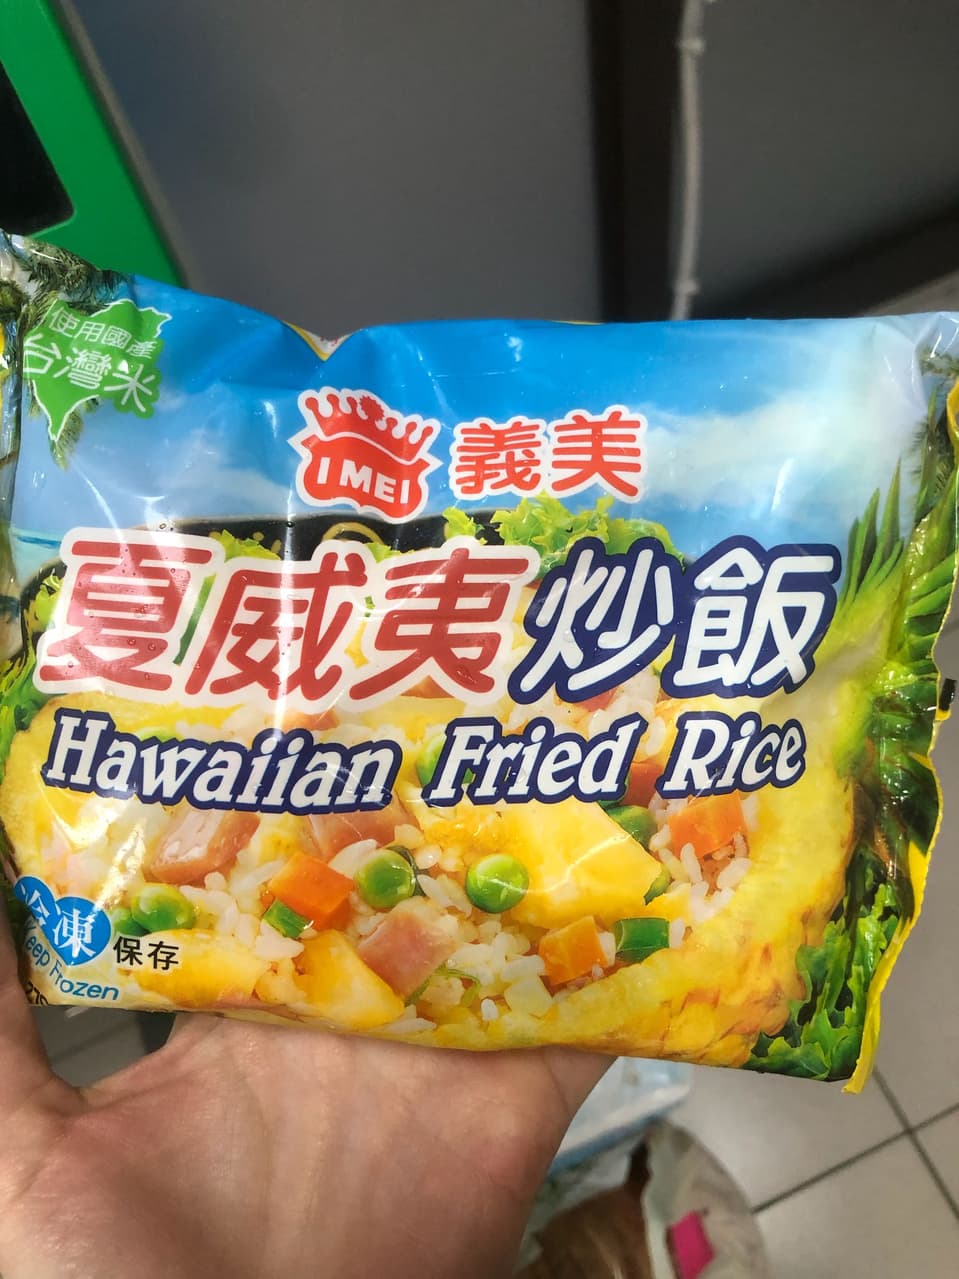 使用國產
台灣米
IMEI 義美
夏威夷炒飯
Hawaiian Fried Rice
冷凍保存
Keep Frozen